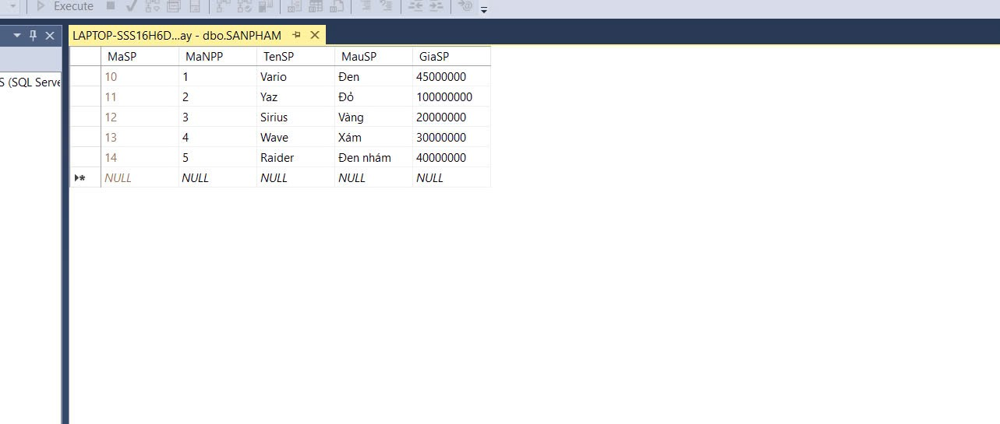 Execute
LAPTOP-SSS16H6D...ay - dbo.SANPHAM
S (SQL Serve
MaSP MaNPP TenSP MauSP GiaSP
10 1 Vario Đen 45000000
11 2 Yaz Đỏ 100000000
12 3 Sirius Vàng 20000000
13 4 Wave Xám 30000000
14 5 Raider Đen nhám 40000000
NULL NULL NULL NULL NULL